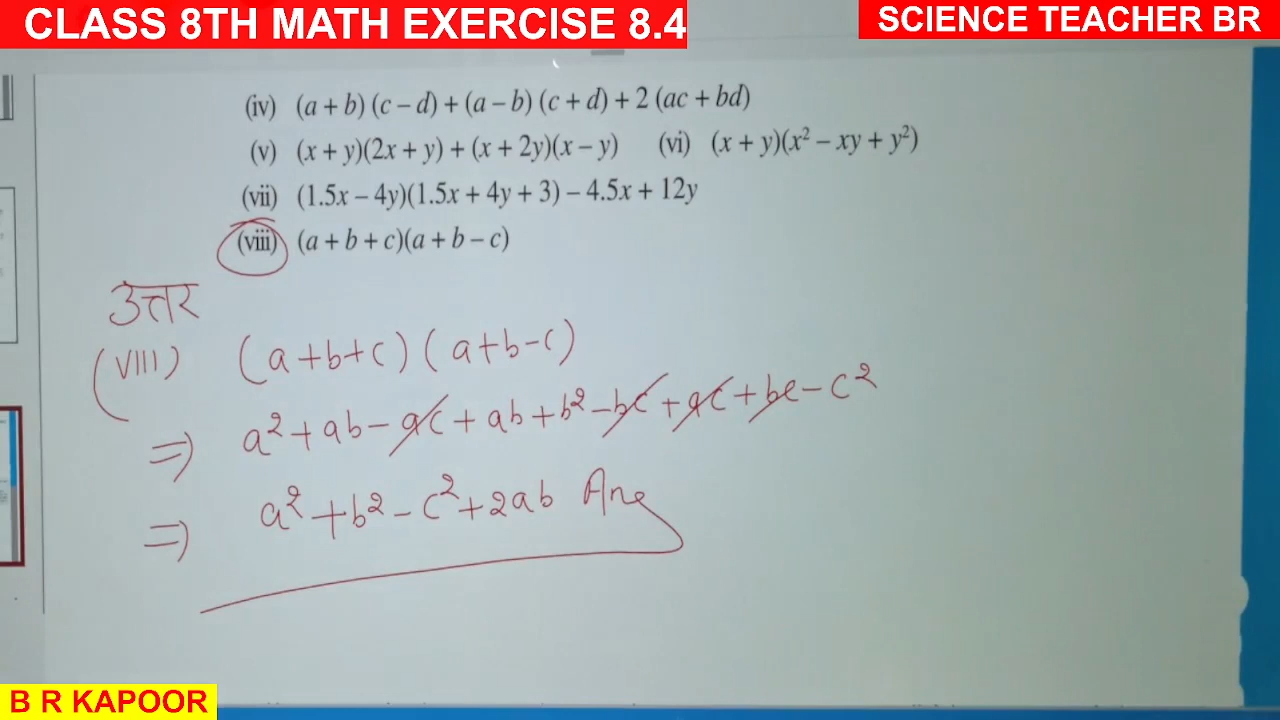 CLASS 8TH MATH EXERCISE 8.4
SCIENCE TEACHER BR
(iv) (a + b) (c – d) + (a – b) (c + d) + 2 (ac + bd)
(v) (x + y)(2x + y) + (x + 2y)(x – y) (vi) (x + y)(x² – xy + y²)
(vii) (1.5x – 4y)(1.5x + 4y + 3) – 4.5x + 12y
(viii) (a + b + c)(a + b – c)
उत्तर
(VIII) (a+b+c) (a+b-c)
=> a²+ab-ac+ab+b²-bc+ac+bc-c²
=> a²+b²-c²+2ab Ans
B R KAPOOR